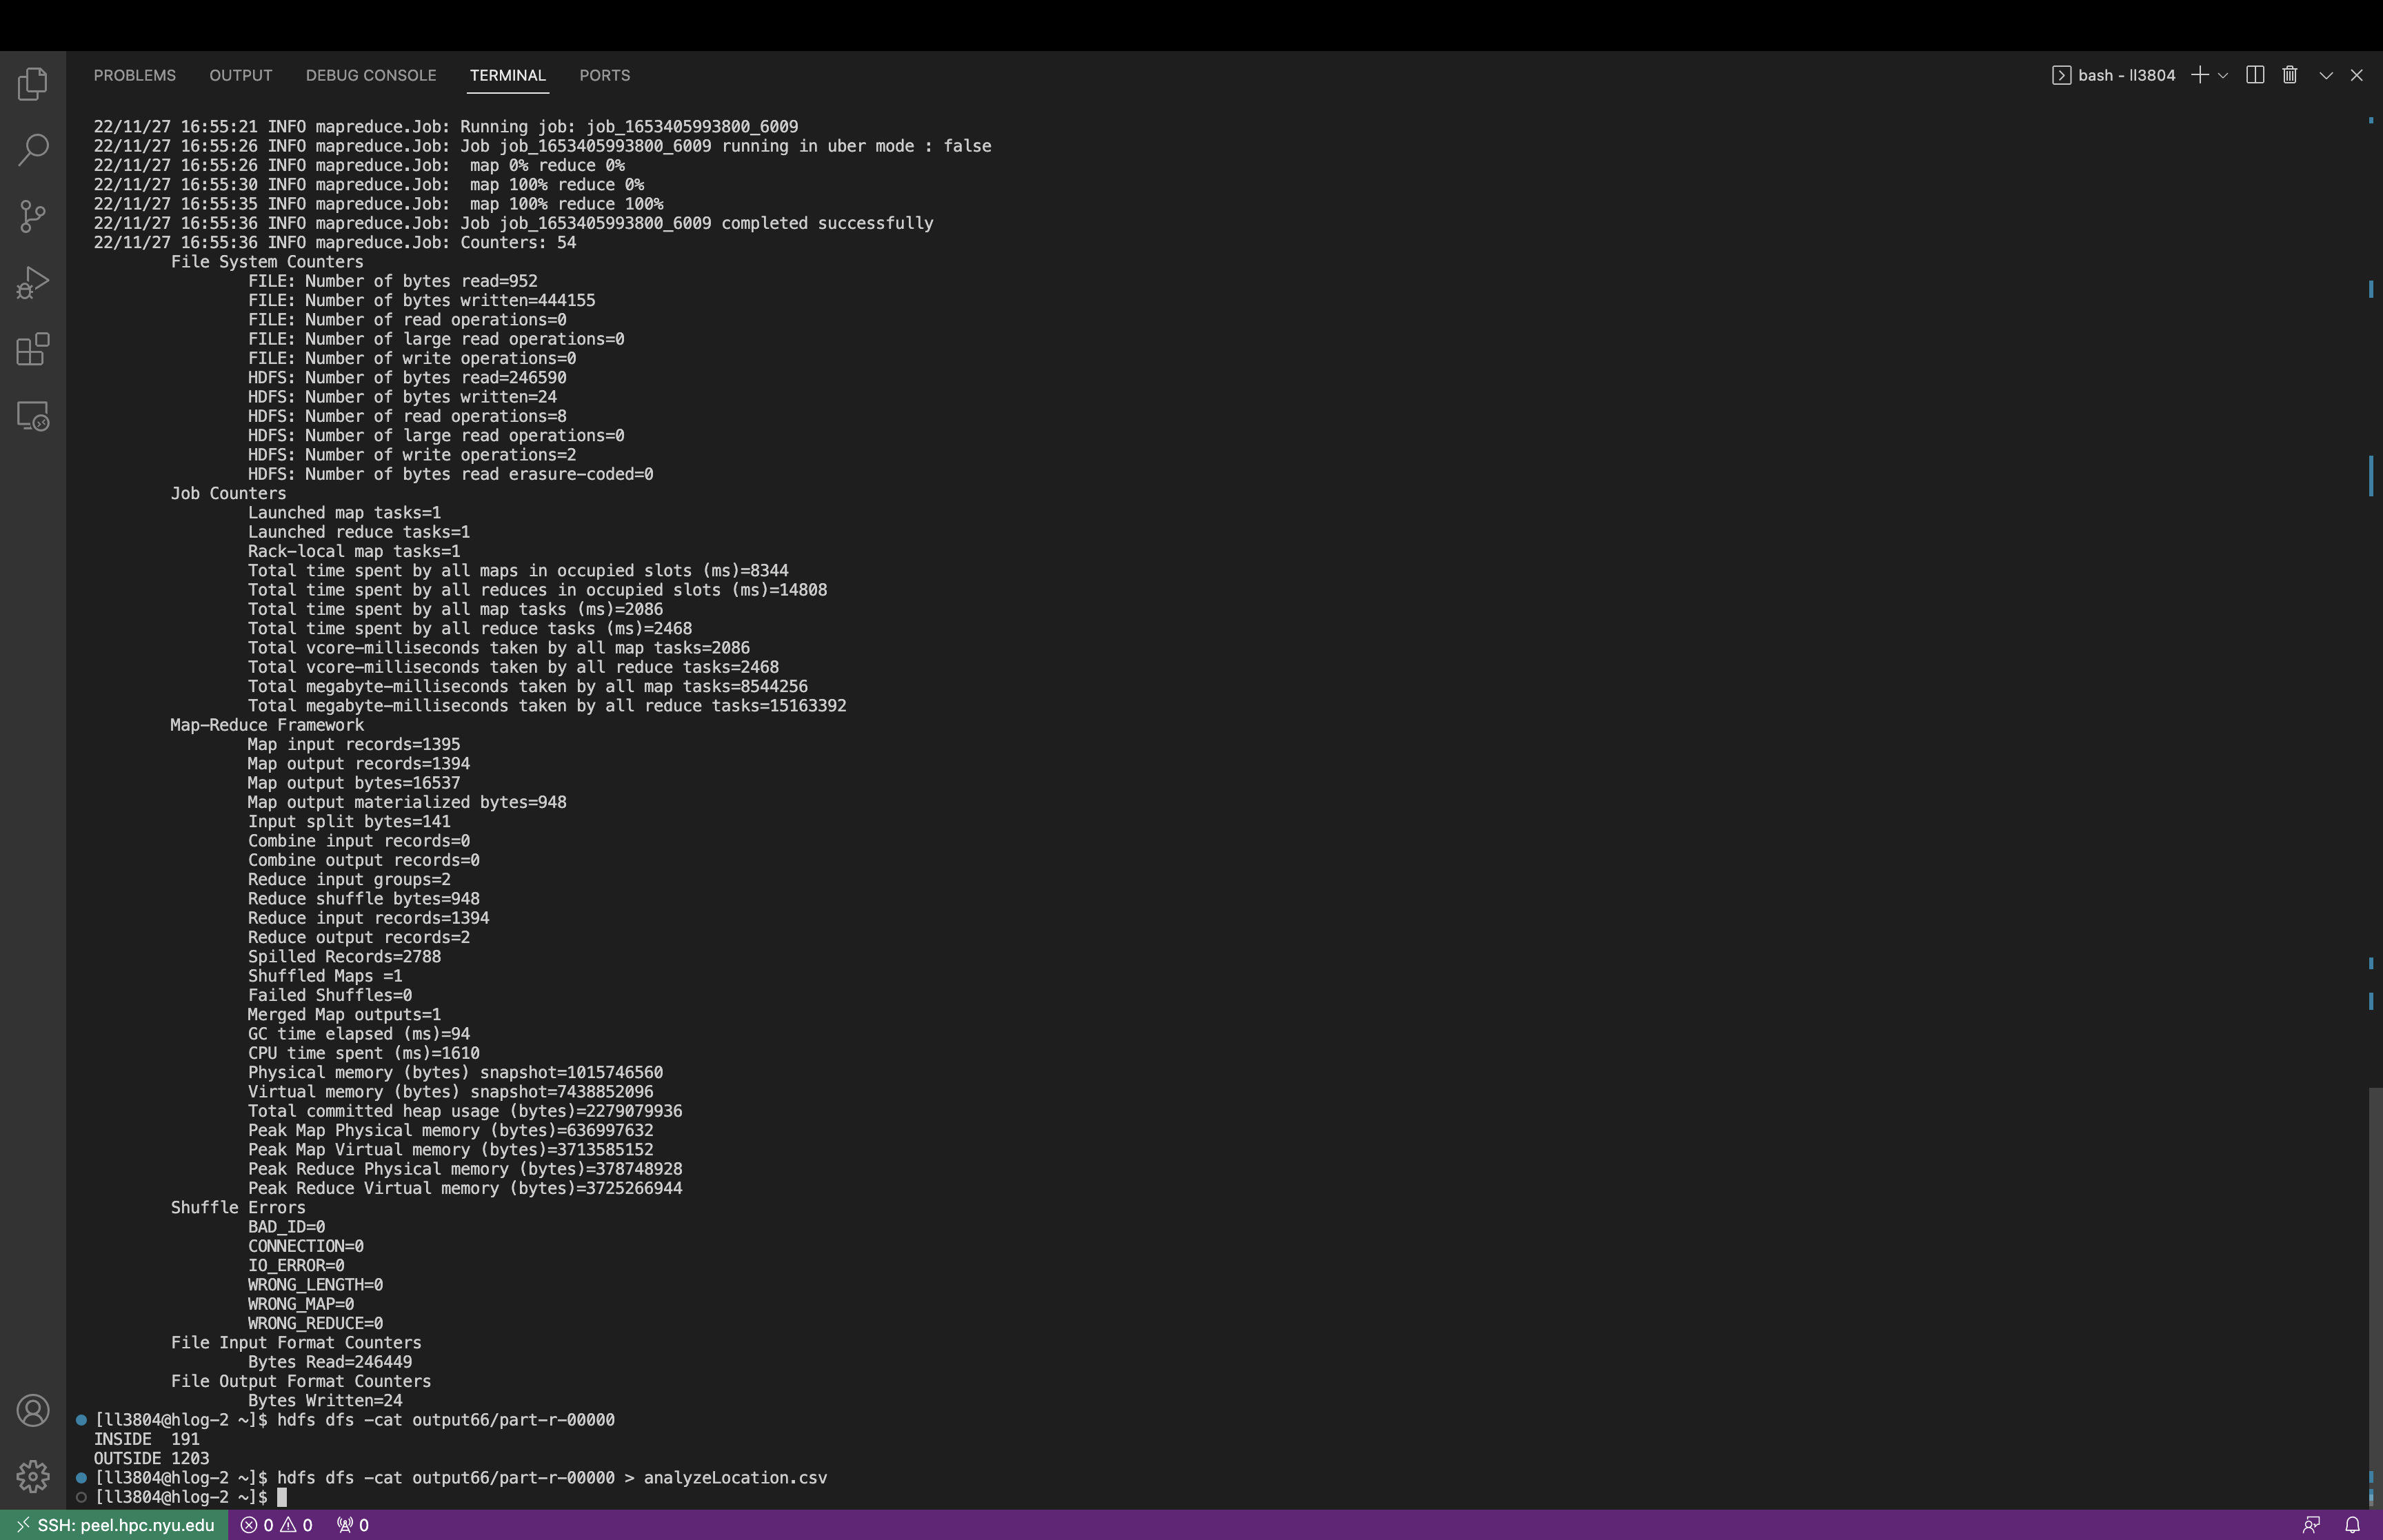 PROBLEMS OUTPUT DEBUG CONSOLE TERMINAL PORTS bash - ll3804
22/11/27 16:55:21 INFO mapreduce.Job: Running job: job_1653405993800_6009
22/11/27 16:55:26 INFO mapreduce.Job: Job job_1653405993800_6009 running in uber mode : false
22/11/27 16:55:26 INFO mapreduce.Job:  map 0% reduce 0%
22/11/27 16:55:30 INFO mapreduce.Job:  map 100% reduce 0%
22/11/27 16:55:35 INFO mapreduce.Job:  map 100% reduce 100%
22/11/27 16:55:36 INFO mapreduce.Job: Job job_1653405993800_6009 completed successfully
22/11/27 16:55:36 INFO mapreduce.Job: Counters: 54
File System Counters
FILE: Number of bytes read=952
FILE: Number of bytes written=444155
FILE: Number of read operations=0
FILE: Number of large read operations=0
FILE: Number of write operations=0
HDFS: Number of bytes read=246590
HDFS: Number of bytes written=24
HDFS: Number of read operations=8
HDFS: Number of large read operations=0
HDFS: Number of write operations=2
HDFS: Number of bytes read erasure-coded=0
Job Counters
Launched map tasks=1
Launched reduce tasks=1
Rack-local map tasks=1
Total time spent by all maps in occupied slots (ms)=8344
Total time spent by all reduces in occupied slots (ms)=14808
Total time spent by all map tasks (ms)=2086
Total time spent by all reduce tasks (ms)=2468
Total vcore-milliseconds taken by all map tasks=2086
Total vcore-milliseconds taken by all reduce tasks=2468
Total megabyte-milliseconds taken by all map tasks=8544256
Total megabyte-milliseconds taken by all reduce tasks=15163392
Map-Reduce Framework
Map input records=1395
Map output records=1394
Map output bytes=16537
Map output materialized bytes=948
Input split bytes=141
Combine input records=0
Combine output records=0
Reduce input groups=2
Reduce shuffle bytes=948
Reduce input records=1394
Reduce output records=2
Spilled Records=2788
Shuffled Maps =1
Failed Shuffles=0
Merged Map outputs=1
GC time elapsed (ms)=94
CPU time spent (ms)=1610
Physical memory (bytes) snapshot=1015746560
Virtual memory (bytes) snapshot=7438852096
Total committed heap usage (bytes)=2279079936
Peak Map Physical memory (bytes)=636997632
Peak Map Virtual memory (bytes)=3713585152
Peak Reduce Physical memory (bytes)=378748928
Peak Reduce Virtual memory (bytes)=3725266944
Shuffle Errors
BAD_ID=0
CONNECTION=0
IO_ERROR=0
WRONG_LENGTH=0
WRONG_MAP=0
WRONG_REDUCE=0
File Input Format Counters
Bytes Read=246449
File Output Format Counters
Bytes Written=24
[ll3804@hlog-2 ~]$ hdfs dfs -cat output66/part-r-00000
INSIDE  191
OUTSIDE 1203
[ll3804@hlog-2 ~]$ hdfs dfs -cat output66/part-r-00000 > analyzeLocation.csv
[ll3804@hlog-2 ~]$
SSH: peel.hpc.nyu.edu 0 0 0